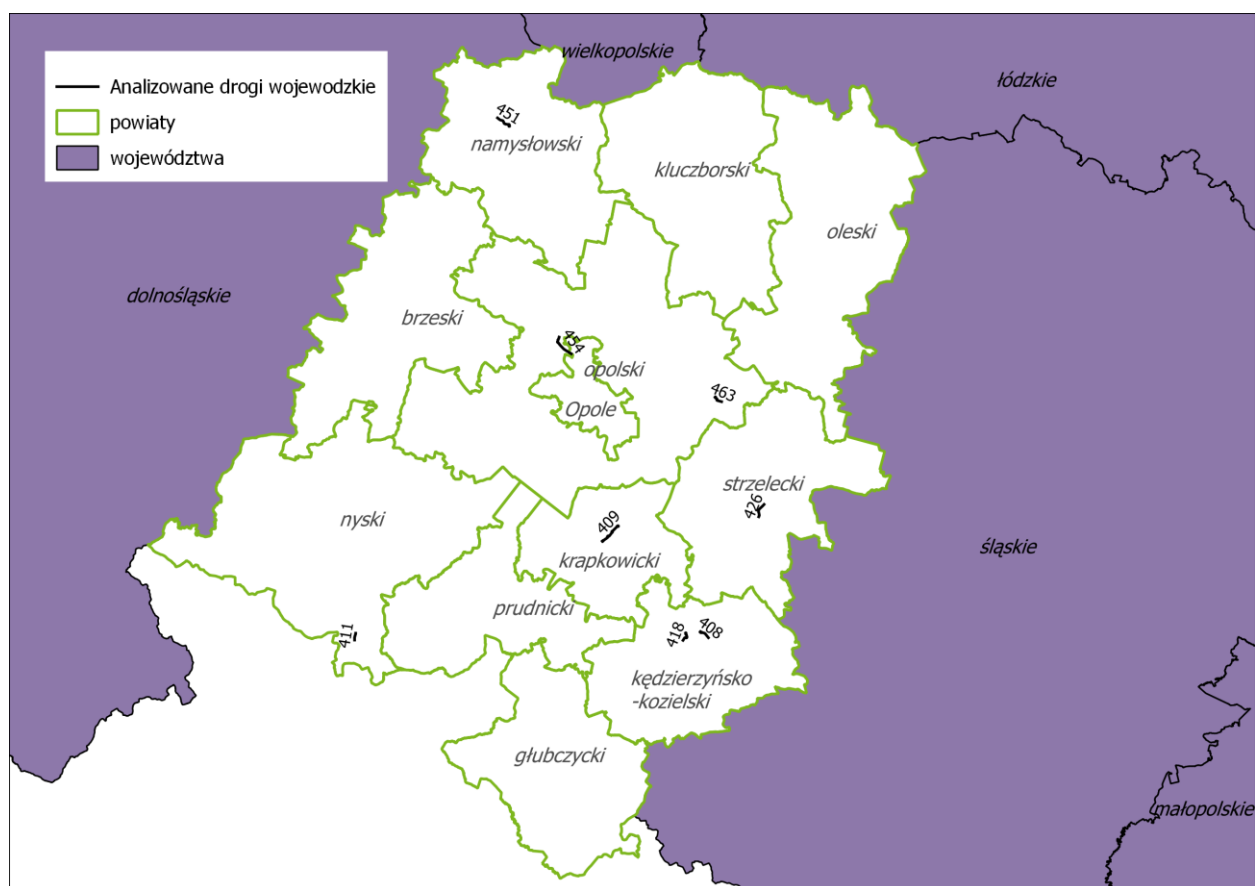 wielkopolskie
Analizowane drogi wojewodzkie
powiaty
województwa
łódzkie
451
namysłowski
kluczborski
oleski
dolnośląskie
brzeski
454
opolski
463
Opole
strzelecki
426
nyski
409
krapkowicki
śląskie
prudnicki
411
418
408
kędzierzyńsko
-kozielski
głubczycki
małopolskie